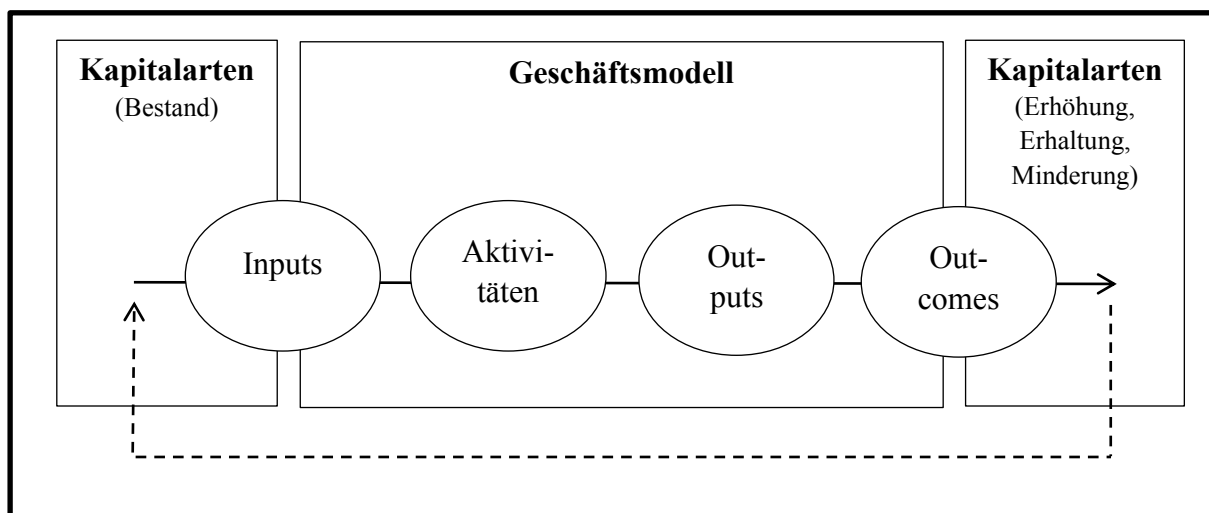 Kapitalarten
(Bestand)
Geschäftsmodell
Kapitalarten
(Erhöhung,
Erhaltung,
Minderung)
Inputs
Aktivi-
täten
Out-
puts
Out-
comes